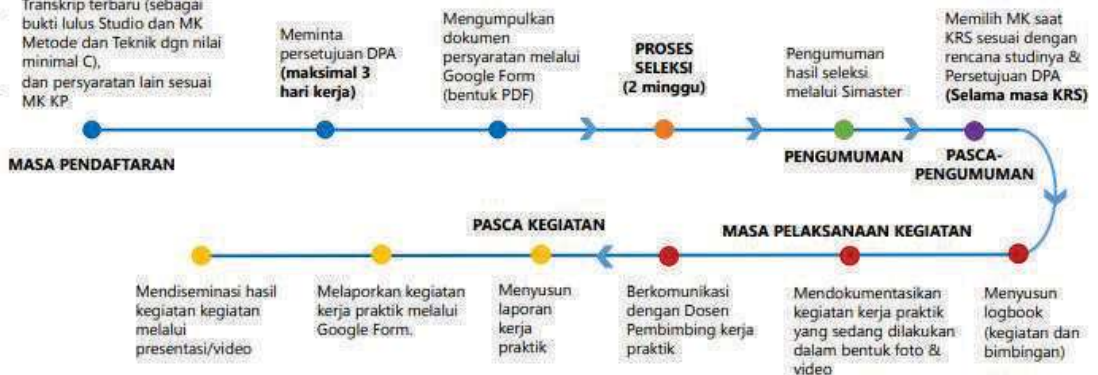 Transkrip terbaru (sebagai
bukti lulus Studio dan MK
Metode dan Teknik dgn nilai
minimal C),
dan persyaratan lain sesuai
MK KP
Meminta
persetujuan DPA
(maksimal 3
hari kerja)
Mengumpulkan
dokumen
persyaratan melalui
Google Form
(bentuk PDF)
PROSES
SELEKSI
(2 minggu)
Pengumuman
hasil seleksi
melalui Simaster
Memilih MK saat
KRS sesuai dengan
rencana studinya &
Persetujuan DPA
(Selama masa KRS)
MASA PENDAFTARAN
PENGUMUMAN
PASCA-
PENGUMUMAN
PASCA KEGIATAN
MASA PELAKSANAAN KEGIATAN
Mendiseminasi hasil
kegiatan kegiatan
melalui
presentasi/video
Melaporkan kegiatan
kerja praktik melalui
Google Form.
Menyusun
laporan
kerja
praktik
Berkomunikasi
dengan Dosen
Pembimbing kerja
praktik
Mendokumentasikan
kegiatan kerja praktik
yang sedang dilakukan
dalam bentuk foto &
video
Menyusun
logbook
(kegiatan dan
bimbingan)